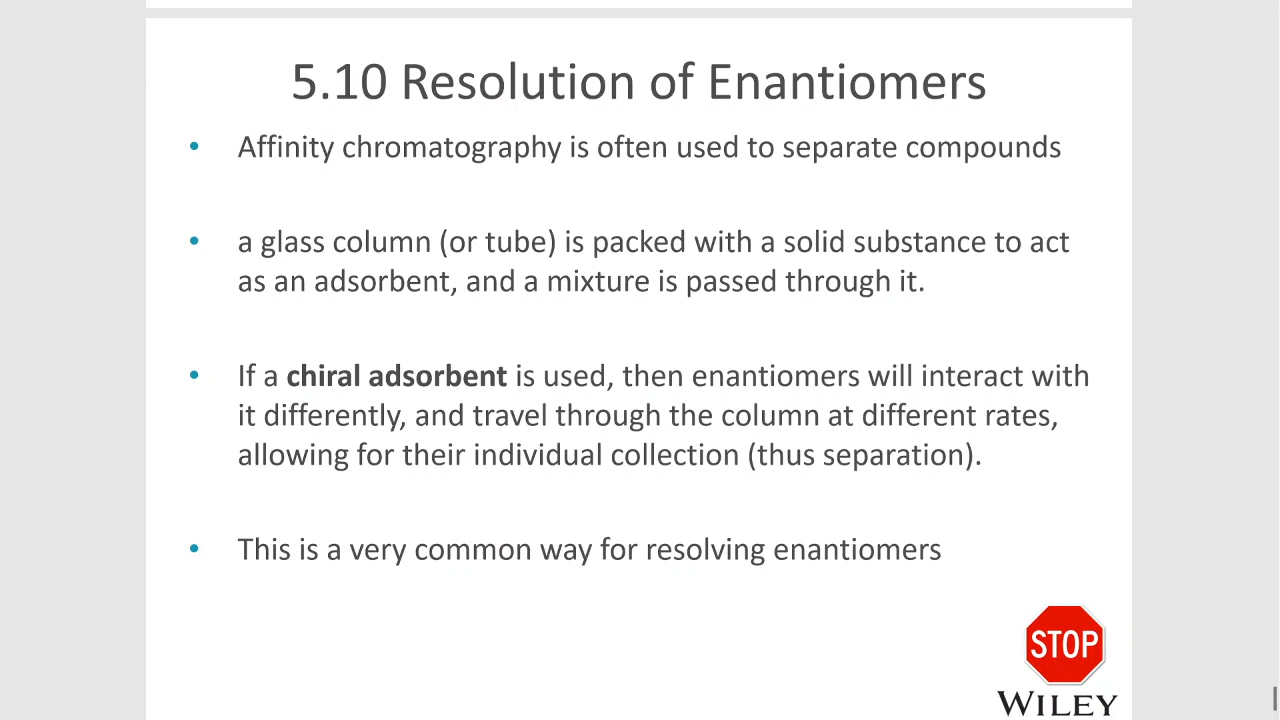 5.10 Resolution of Enantiomers
• Affinity chromatography is often used to separate compounds
• a glass column (or tube) is packed with a solid substance to act
as an adsorbent, and a mixture is passed through it.
• If a chiral adsorbent is used, then enantiomers will interact with
it differently, and travel through the column at different rates,
allowing for their individual collection (thus separation).
• This is a very common way for resolving enantiomers
STOP
WILEY